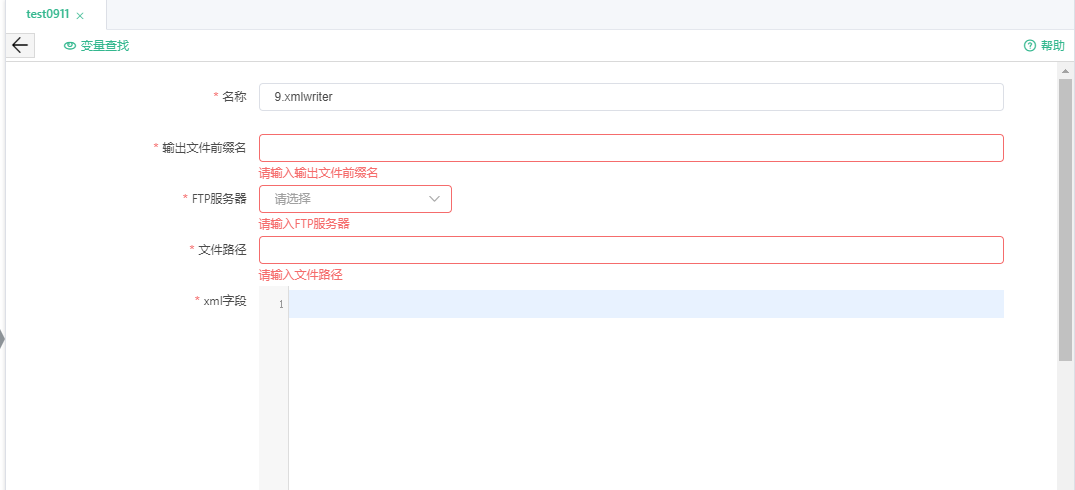 test0911
变量查找
帮助
* 名称
9.xmlwriter
* 输出文件前缀名
请输入输出文件前缀名
* FTP服务器
请选择
请输入FTP服务器
* 文件路径
请输入文件路径
* xml字段
1